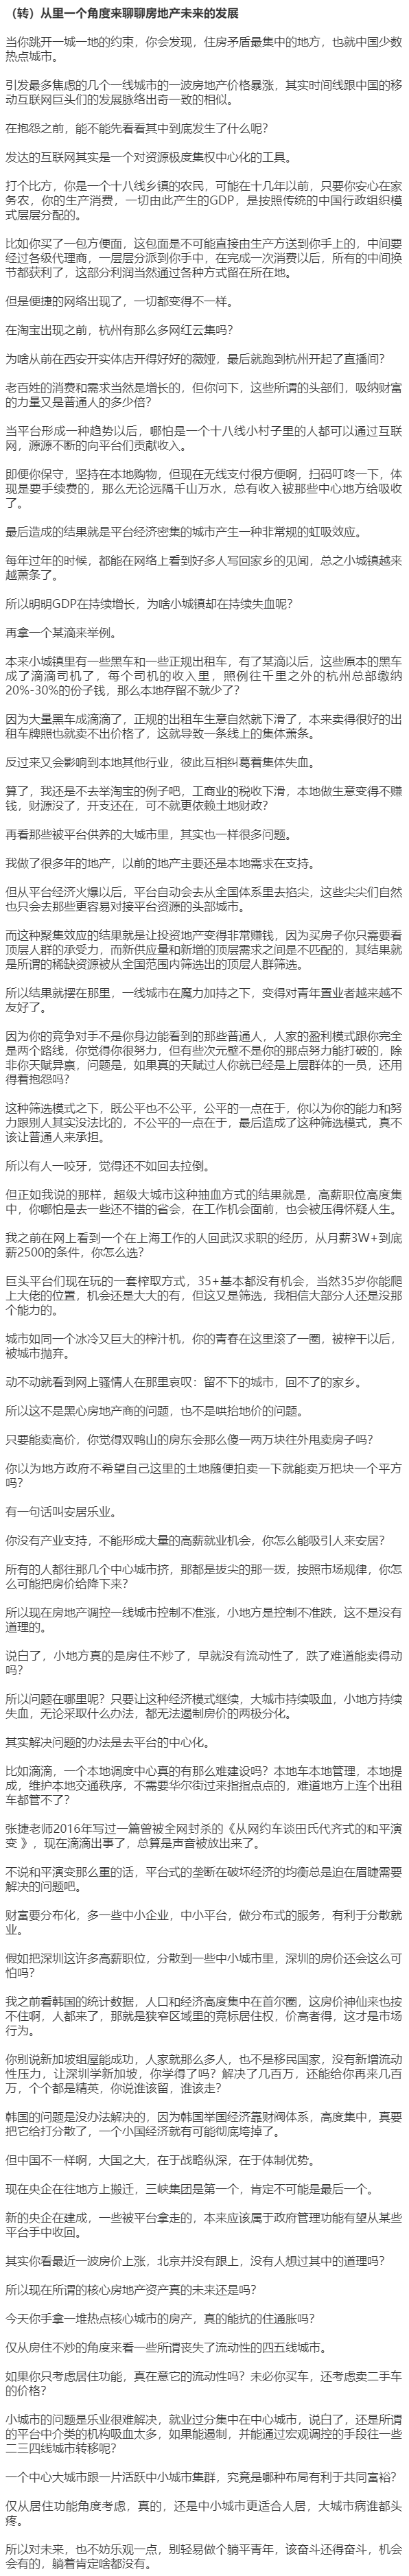 （转）从里一个角度来聊聊房地产未来的发展
当你跳开一城一地的约束，你会发现，住房矛盾最集中的地方，也就中国少数
热点城市。
引发最多焦虑的几个一线城市的一波房地产价格暴涨，其实时间线跟中国的移
动互联网巨头们的发展脉络出奇一致的相似。
在抱怨之前，能不能先看看其中到底发生了什么呢？
发达的互联网其实是一个对资源极度集权中心化的工具。
打个比方，你是一个十八线乡镇的农民，可能在十几年以前，只要你安心在家
务农，你的生产消费，一切由此产生的GDP，是按照传统的中国行政组织模
式层层分配的。
比如你买了一包方便面，这包面是不可能直接由生产方送到你手上的，中间要
经过各级代理商，一层层分派到你手中，在完成一次消费以后，所有的中间换
节都获利了，这部分利润当然通过各种方式留在所在地。
但是便捷的网络出现了，一切都变得不一样。
在淘宝出现之前，杭州有那么多网红云集吗？
为啥从前在西安开实体店开得好好的薇娅，最后就跑到杭州开起了直播间？
老百姓的消费和需求当然是增长的，但你问下，这些所谓的头部们，吸纳财富
的力量又是普通人的多少倍？
当平台形成一种趋势以后，哪怕是一个十八线小村子里的人都可以通过互联
网，源源不断的向平台们贡献收入。
即便你保守，坚持在本地购物，但现在无线支付很方便啊，扫码叮咚一下，体
现是要手续费的，那么无论远隔千山万水，总有收入被那些中心地方给吸收
了。
最后造成的结果就是平台经济密集的城市产生一种非常规的虹吸效应。
每年过年的时候，都能在网络上看到好多人写回家乡的见闻，总之小城镇越来
越萧条了。
所以明明GDP在持续增长，为啥小城镇却在持续失血呢？
再拿一个某滴来举例。
本来小城镇里有一些黑车和一些正规出租车，有了某滴以后，这些原本的黑车
成了滴滴司机了，每个司机的收入里，照例往千里之外的杭州总部缴纳
20%-30%的份子钱，那么本地存留不就少了？
因为大量黑车成滴滴了，正规的出租车生意自然就下滑了，本来卖得很好的出
租车牌照也就卖不出价格了，这就导致一条线上的集体萧条。
反过来又会影响到本地其他行业，彼此互相纠葛着集体失血。
算了，我还是不去举淘宝的例子吧，工商业的税收下滑，本地做生意变得不赚
钱，财源没了，开支还在，可不就更依赖土地财政？
再看那些被平台供养的大城市里，其实也一样很多问题。
我做了很多年的地产，以前的地产主要还是本地需求在支持。
但从平台经济火爆以后，平台自动会去从全国体系里去掐尖，这些尖尖们自然
也只会去那些更容易对接平台资源的头部城市。
而这种聚集效应的结果就是让投资地产变得非常赚钱，因为买房子你只需要看
顶层人群的承受力，而新供应量和新增的顶层需求之间是不匹配的，其结果就
是所谓的稀缺资源被从全国范围内筛选出的顶层人群筛选。
所以结果就摆在那里，一线城市在魔力加持之下，变得对青年置业者越来越不
友好了。
因为你的竞争对手不是你身边能看到的那些普通人，人家的盈利模式跟你完全
是两个路线，你觉得你很努力，但有些次元壁不是你的那点努力能打破的，除
非你天赋异禀，问题是，如果真的天赋过人你就已经是上层群体的一员，还用
得着抱怨吗？
这种筛选模式之下，既公平也不公平，公平的一点在于，你以为你的能力和努
力跟别人其实没法比的，不公平的一点在于，最后造成了这种筛选模式，真不
该让普通人来承担。
所以有人一咬牙，觉得还不如回去拉倒。
但正如我说的那样，超级大城市这种抽血方式的结果就是，高薪职位高度集
中，你哪怕是去一些还不错的省会，在工作机会面前，也会被压得怀疑人生。
我之前在网上看到一个在上海工作的人回武汉求职的经历，从月薪3W+到底
薪2500的条件，你怎么选？
巨头平台们现在玩的一套榨取方式，35+基本都没有机会，当然35岁你能爬
上大佬的位置，机会还是大大的有，但这又是筛选，我相信大部分人还是没那
个能力的。
城市如同一个冰冷又巨大的榨汁机，你的青春在这里滚了一圈，被榨干以后，
被城市抛弃。
动不动就看到网上骚情人在那里哀叹：留不下的城市，回不了的家乡。
所以这不是黑心房地产商的问题，也不是哄抬地价的问题。
只要能卖高价，你觉得双鸭山的房东会那么傻一两万块往外甩卖房子吗？
你以为地方政府不希望自己这里的土地随便拍卖一下就能卖万把块一个平方
吗？
有一句话叫安居乐业。
你没有产业支持，不能形成大量的高薪就业机会，你怎么能吸引人来安居？
所有的人都往那几个中心城市挤，那都是拔尖的那一拨，按照市场规律，你怎
么可能把房价给降下来？
所以现在房地产调控一线城市控制不准涨，小地方是控制不准跌，这不是没有
道理的。
说白了，小地方真的是房住不炒了，早就没有流动性了，跌了难道能卖得动
吗？
所以问题在哪里呢？只要让这种经济模式继续，大城市持续吸血，小地方持续
失血，无论采取什么办法，都无法遏制房价的两极分化。
其实解决问题的办法是去平台的中心化。
比如滴滴，一个本地调度中心真的有那么难建设吗？本地车本地管理，本地提
成，维护本地交通秩序，不需要华尔街过来指指点点的，难道地方上连个出租
车都管不了？
张捷老师2016年写过一篇曾被全网封杀的《从网约车谈田氏代齐式的和平演
变 》，现在滴滴出事了，总算是声音被放出来了。
不说和平演变那么重的话，平台式的垄断在破坏经济的均衡总是迫在眉睫需要
解决的问题吧。
财富要分布化，多一些中小企业，中小平台，做分布式的服务，有利于分散就
业。
假如把深圳这许多高薪职位，分散到一些中小城市里，深圳的房价还会这么可
怕吗？
我之前看韩国的统计数据，人口和经济高度集中在首尔圈，这房价神仙来也按
不住啊，人都来了，那就是狭窄区域里的竞标居住权，价高者得，这才是市场
行为。
你别说新加坡组屋能成功，人家就那么多人，也不是移民国家，没有新增流动
性压力，让深圳学新加坡，你学得了吗？解决了几百万，还能给你再来几百
万，个个都是精英，你说谁该留，谁该走？
韩国的问题是没办法解决的，因为韩国举国经济靠财阀体系，高度集中，真要
把它给打分散了，一个小国经济就有可能彻底垮掉了。
但中国不一样啊，大国之大，在于战略纵深，在于体制优势。
现在央企在往地方上搬迁，三峡集团是第一个，肯定不可能是最后一个。
新的央企在建成，一些被平台拿走的，本来应该属于政府管理功能有望从某些
平台手中收回。
其实你看最近一波房价上涨，北京并没有跟上，没有人想过其中的道理吗？
所以现在所谓的核心房地产资产真的未来还是吗？
今天你手拿一堆热点核心城市的房产，真的能抗的住通胀吗？
仅从房住不炒的角度来看一些所谓丧失了流动性的四五线城市。
如果你只考虑居住功能，真在意它的流动性吗？未必你买车，还考虑卖二手车
的价格？
小城市的问题是乐业很难解决，就业过分集中在中心城市，说白了，还是所谓
的平台中介类的机构吸血太多，如果能遏制，并能通过宏观调控的手段往一些
二三四线城市转移呢？
一个中心大城市跟一片活跃中小城市集群，究竟是哪种布局有利于共同富裕？
仅从居住功能角度考虑，真的，还是中小城市更适合人居，大城市病谁都头
疼。
所以对未来，也不妨乐观一点，别轻易做个躺平青年，该奋斗还得奋斗，机会
会有的，躺着肯定啥都没有。